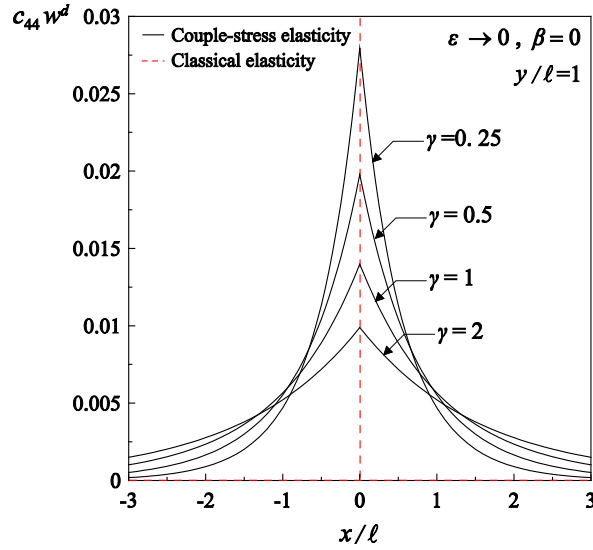 c₄₄ wᵈ
0.03
Couple-stress elasticity
Classical elasticity
ε → 0 , β = 0
y/ℓ=1
0.025
γ = 0. 25
0.02
γ = 0.5
0.015
γ = 1
0.01
γ = 2
0.005
0
-3 -2 -1 0 1 2 3
x/ℓ